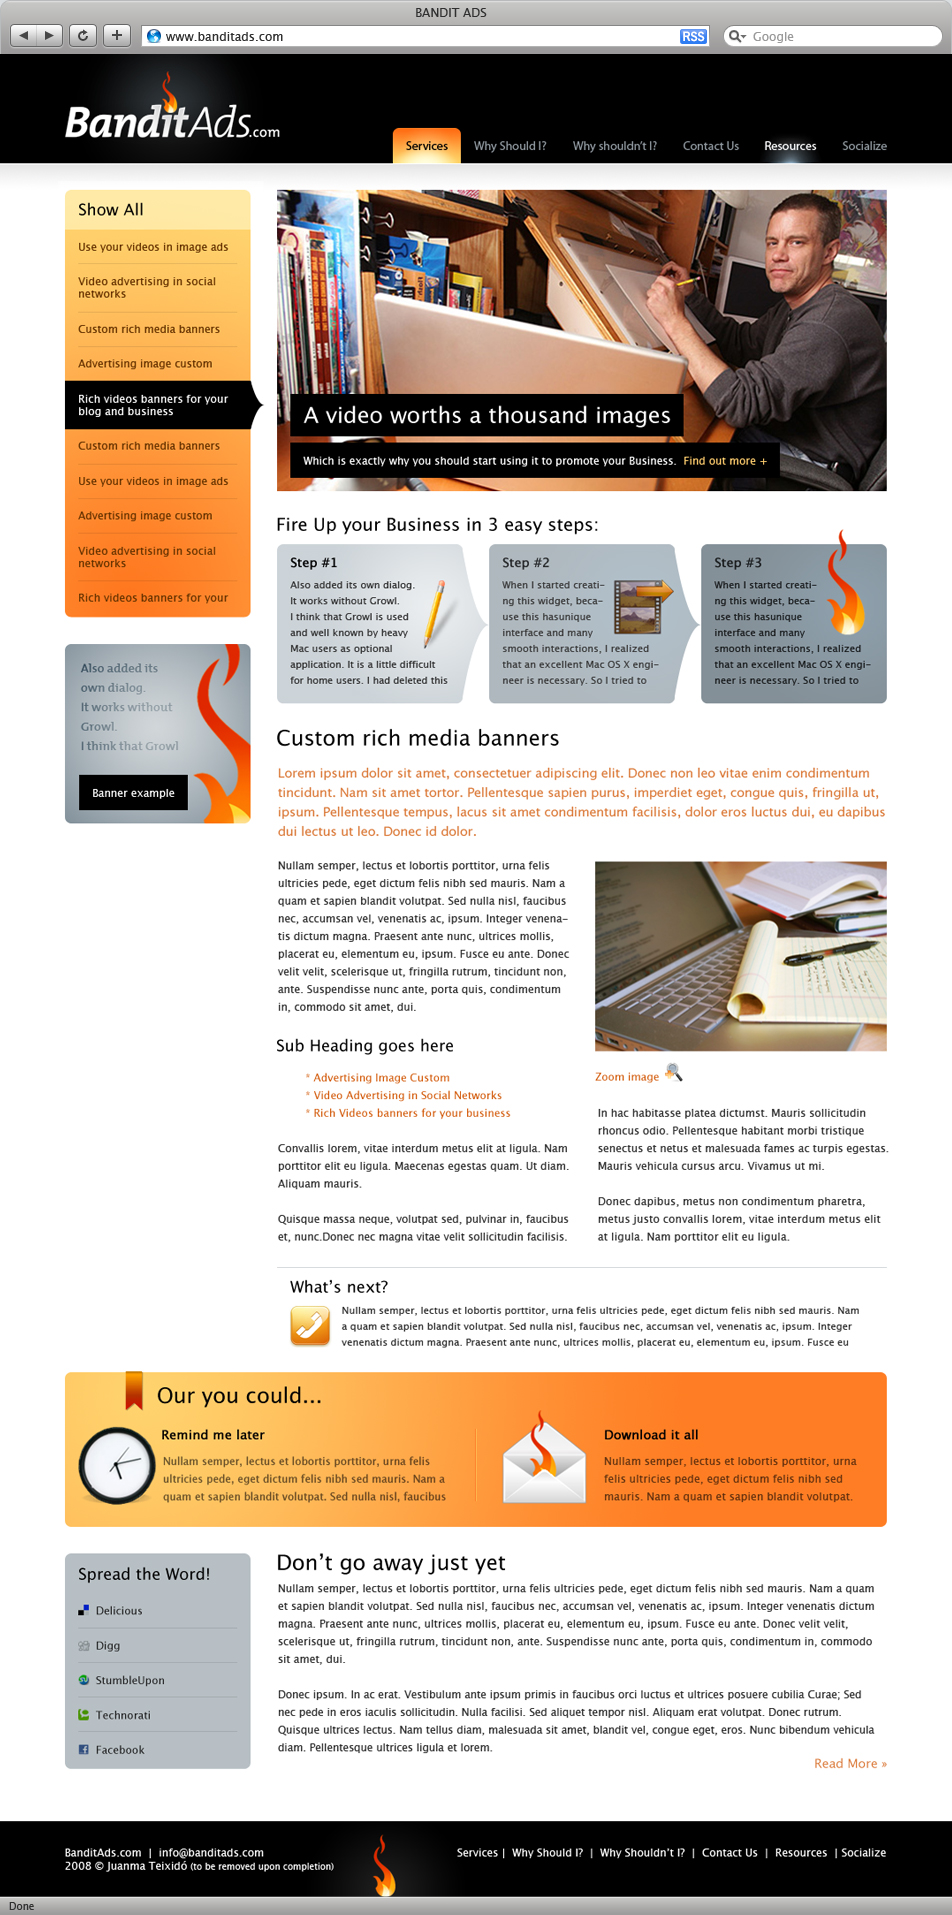 BANDIT ADS
www.banditads.com
RSS
Google
BanditAds.com
Services
Why Should I?
Why shouldn't I?
Contact Us
Resources
Socialize
Show All
Use your videos in image ads
Video advertising in social
networks
Custom rich media banners
Advertising image custom
Rich videos banners for your
blog and business
Custom rich media banners
Use your videos in image ads
Advertising image custom
Video advertising in social
networks
Rich videos banners for your
Also added its
own dialog.
It works without
Growl.
I think that Growl
Banner example
A video worths a thousand images
Which is exactly why you should start using it to promote your Business. Find out more +
Fire Up your Business in 3 easy steps:
Step #1
Also added its own dialog.
It works without Growl.
I think that Growl is used
and well known by heavy
Mac users as optional
application. It is a little difficult
for home users. I had deleted this
Step #2
When I started creati-
ng this widget, beca-
use this hasunique
interface and many
smooth interactions, I realized
that an excellent Mac OS X engi-
neer is necessary. So I tried to
Step #3
When I started creati-
ng this widget, beca-
use this hasunique
interface and many
smooth interactions, I realized
that an excellent Mac OS X engi-
neer is necessary. So I tried to
Custom rich media banners
Lorem ipsum dolor sit amet, consectetuer adipiscing elit. Donec non leo vitae enim condimentum
tincidunt. Nam sit amet tortor. Pellentesque sapien purus, imperdiet eget, congue quis, fringilla ut,
ipsum. Pellentesque tempus, lacus sit amet condimentum facilisis, dolor eros luctus dui, eu dapibus
dui lectus ut leo. Donec id dolor.
Nullam semper, lectus et lobortis porttitor, urna felis
ultricies pede, eget dictum felis nibh sed mauris. Nam a
quam et sapien blandit volutpat. Sed nulla nisl, faucibus
nec, accumsan vel, venenatis ac, ipsum. Integer venena-
tis dictum magna. Praesent ante nunc, ultrices mollis,
placerat eu, elementum eu, ipsum. Fusce eu ante. Donec
velit velit, scelerisque ut, fringilla rutrum, tincidunt non,
ante. Suspendisse nunc ante, porta quis, condimentum
in, commodo sit amet, dui.
Sub Heading goes here
* Advertising Image Custom
* Video Advertising in Social Networks
* Rich Videos banners for your business
Convallis lorem, vitae interdum metus elit at ligula. Nam
porttitor elit eu ligula. Maecenas egestas quam. Ut diam.
Aliquam mauris.
Quisque massa neque, volutpat sed, pulvinar in, faucibus
et, nunc.Donec nec magna vitae velit sollicitudin facilisis.
Zoom image
In hac habitasse platea dictumst. Mauris sollicitudin
rhoncus odio. Pellentesque habitant morbi tristique
senectus et netus et malesuada fames ac turpis egestas.
Mauris vehicula cursus arcu. Vivamus ut mi.
Donec dapibus, metus non condimentum pharetra,
metus justo convallis lorem, vitae interdum metus elit
at ligula. Nam porttitor elit eu ligula.
What's next?
Nullam semper, lectus et lobortis porttitor, urna felis ultricies pede, eget dictum felis nibh sed mauris. Nam
a quam et sapien blandit volutpat. Sed nulla nisl, faucibus nec, accumsan vel, venenatis ac, ipsum. Integer
venenatis dictum magna. Praesent ante nunc, ultrices mollis, placerat eu, elementum eu, ipsum. Fusce eu
Our you could...
Remind me later
Nullam semper, lectus et lobortis porttitor, urna felis
ultricies pede, eget dictum felis nibh sed mauris. Nam a
quam et sapien blandit volutpat. Sed nulla nisl, faucibus
Download it all
Nullam semper, lectus et lobortis porttitor, urna
felis ultricies pede, eget dictum felis nibh sed
mauris. Nam a quam et sapien blandit volutpat.
Spread the Word!
Delicious
Digg
StumbleUpon
Technorati
Facebook
Don't go away just yet
Nullam semper, lectus et lobortis porttitor, urna felis ultricies pede, eget dictum felis nibh sed mauris. Nam a quam
et sapien blandit volutpat. Sed nulla nisl, faucibus nec, accumsan vel, venenatis ac, ipsum. Integer venenatis dictum
magna. Praesent ante nunc, ultrices mollis, placerat eu, elementum eu, ipsum. Fusce eu ante. Donec velit velit,
scelerisque ut, fringilla rutrum, tincidunt non, ante. Suspendisse nunc ante, porta quis, condimentum in, commodo
sit amet, dui.
Donec ipsum. In ac erat. Vestibulum ante ipsum primis in faucibus orci luctus et ultrices posuere cubilia Curae; Sed
nec pede in eros iaculis sollicitudin. Nulla facilisi. Sed aliquet tempor nisl. Aliquam erat volutpat. Donec rutrum.
Quisque ultrices lectus. Nam tellus diam, malesuada sit amet, blandit vel, congue eget, eros. Nunc bibendum vehicula
diam. Pellentesque ultrices ligula et lorem.
Read More »
BanditAds.com | info@banditads.com
2008 © Juanma Teixidó (to be removed upon completion)
Services | Why Should I? | Why Shouldn't I? | Contact Us | Resources | Socialize
Done